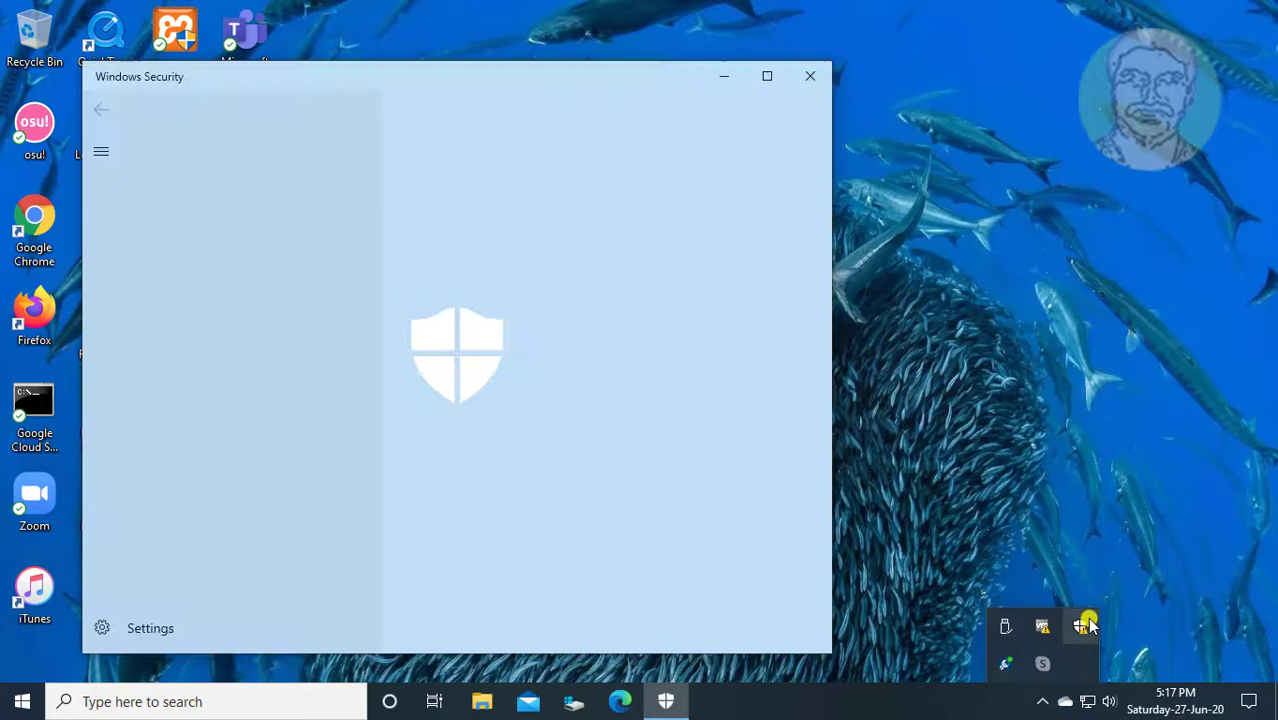 Recycle Bin
Microsoft
Windows Security
osu!
osu!
Google
Chrome
Firefox
C:\_
Google
Cloud S...
Zoom
iTunes
Settings
Type here to search
5:17 PM
Saturday-27-Jun-20